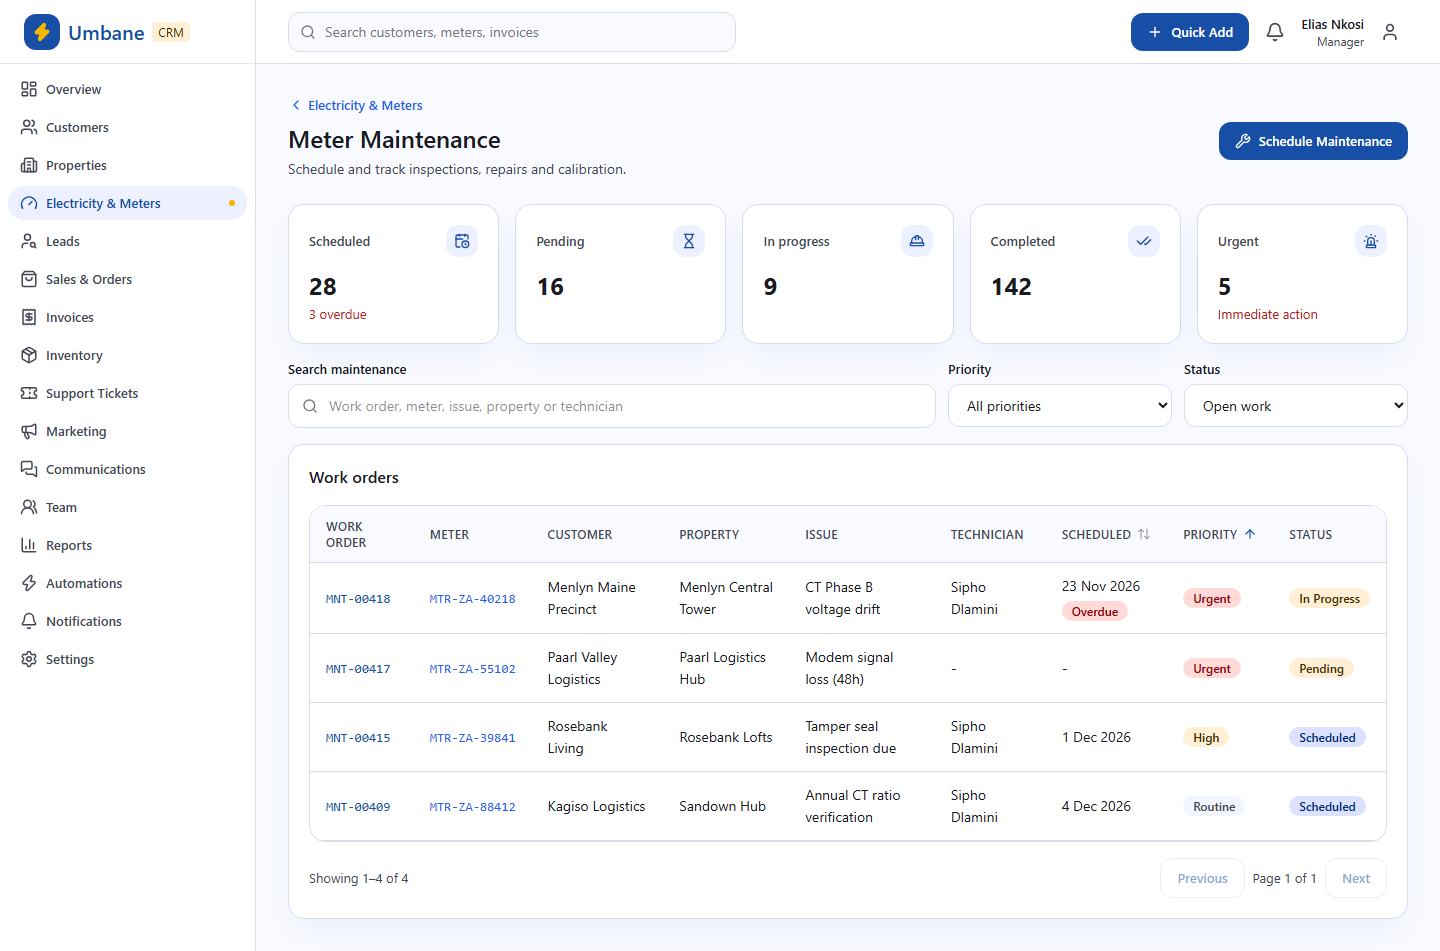 Umbane CRM
Search customers, meters, invoices
Quick Add
Elias Nkosi
Manager
Overview
Customers
Properties
Electricity & Meters
Leads
Sales & Orders
Invoices
Inventory
Support Tickets
Marketing
Communications
Team
Reports
Automations
Notifications
Settings
Electricity & Meters
Meter Maintenance
Schedule and track inspections, repairs and calibration.
Schedule Maintenance
Scheduled
28
3 overdue
Pending
16
In progress
9
Completed
142
Urgent
5
Immediate action
Search maintenance
Work order, meter, issue, property or technician
Priority
All priorities
Status
Open work
Work orders
WORK ORDER METER CUSTOMER PROPERTY ISSUE TECHNICIAN SCHEDULED PRIORITY STATUS
MNT-00418 MTR-ZA-40218 Menlyn Maine Precinct Menlyn Central Tower CT Phase B voltage drift Sipho Dlamini 23 Nov 2026 Overdue Urgent In Progress
MNT-00417 MTR-ZA-55102 Paarl Valley Logistics Paarl Logistics Hub Modem signal loss (48h) - - Urgent Pending
MNT-00415 MTR-ZA-39841 Rosebank Living Rosebank Lofts Tamper seal inspection due Sipho Dlamini 1 Dec 2026 High Scheduled
MNT-00409 MTR-ZA-88412 Kagiso Logistics Sandown Hub Annual CT ratio verification Sipho Dlamini 4 Dec 2026 Routine Scheduled
Showing 1–4 of 4
Previous
Page 1 of 1
Next